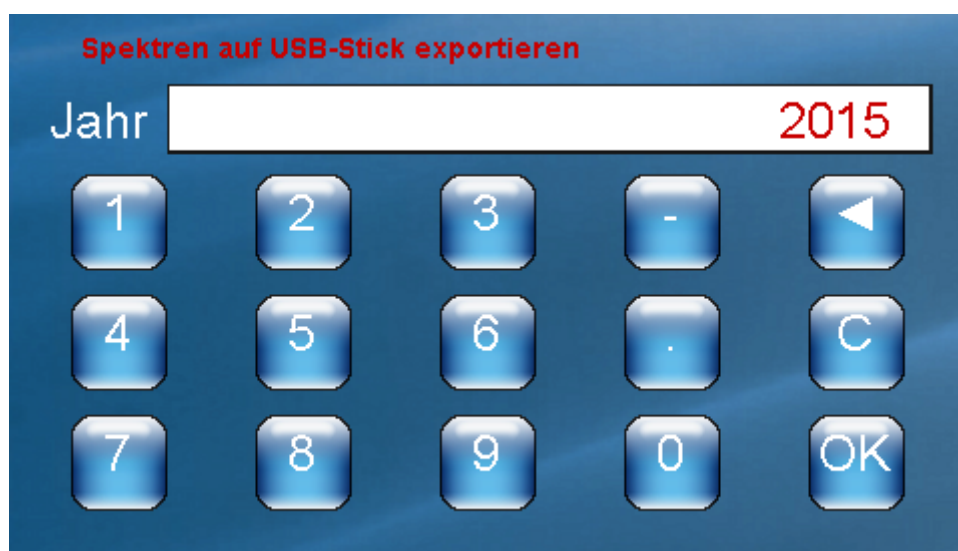 Spektren auf USB-Stick exportieren
Jahr 2015
1 2 3 - ◄
4 5 6 . C
7 8 9 0 OK